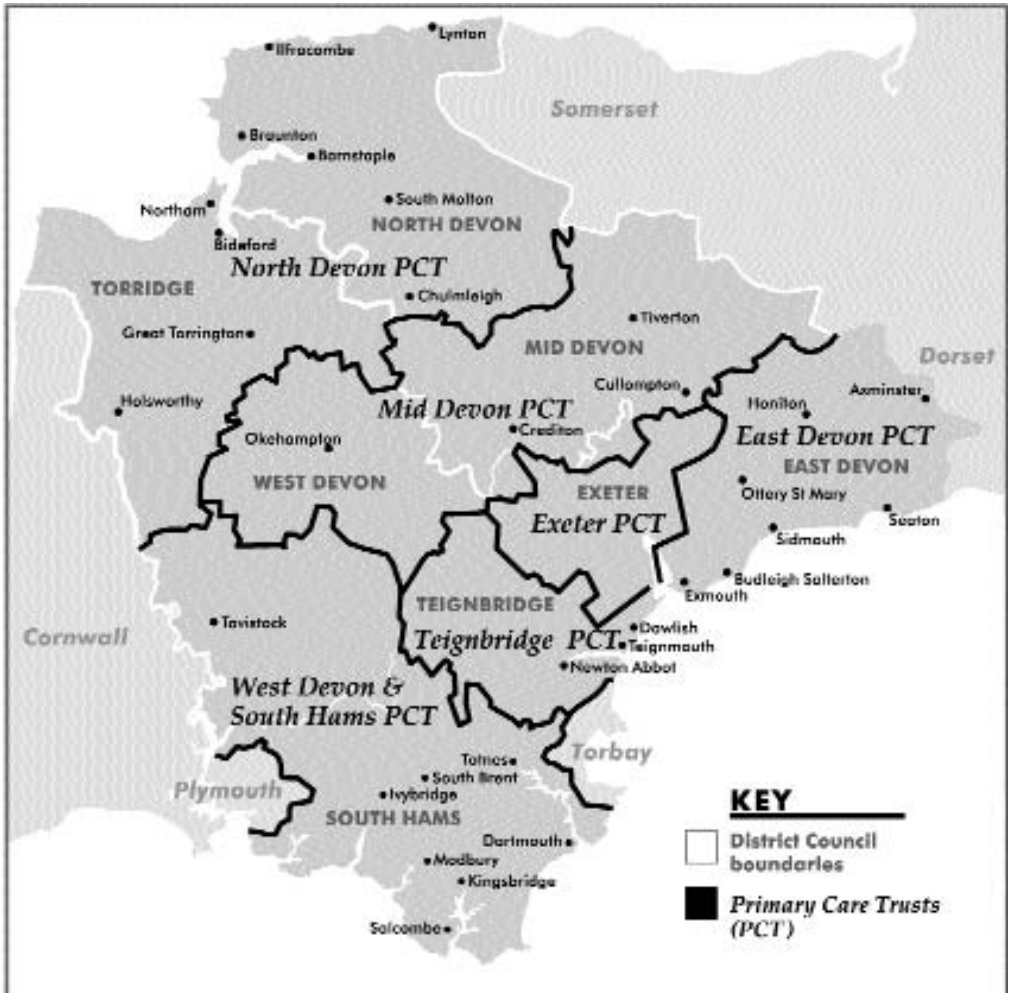 Lynton
Ilfracombe
Somerset
Braunton
Barnstaple
South Molton
Northam
NORTH DEVON
Bideford
North Devon PCT
TORRIDGE
Chulmleigh
Great Torrington
Tiverton
MID DEVON
Dorset
Cullompton
Axminster
Holsworthy
Mid Devon PCT
Honiton
Crediton
East Devon PCT
Okehampton
EAST DEVON
WEST DEVON
EXETER
Ottery St Mary
Exeter PCT
Seaton
Sidmouth
Budleigh Salterton
Exmouth
TEIGNBRIDGE
Tavistock
Dawlish
Cornwall
Teignbridge PCT
Teignmouth
Newton Abbot
West Devon &
South Hams PCT
Torbay
Totnes
South Brent
Plymouth
Ivybridge
SOUTH HAMS
KEY
Dartmouth
District Council
boundaries
Modbury
Kingsbridge
Primary Care Trusts
(PCT)
Salcombe